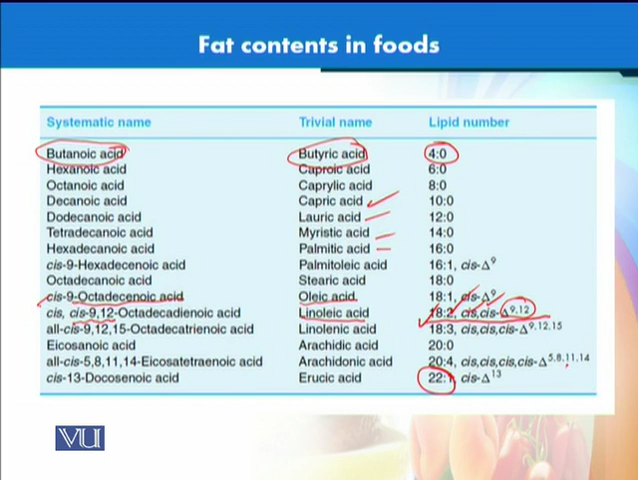 Fat contents in foods
Systematic name Trivial name Lipid number
Butanoic acid Butyric acid 4:0
Hexanoic acid Caproic acid 6:0
Octanoic acid Caprylic acid 8:0
Decanoic acid Capric acid 10:0
Dodecanoic acid Lauric acid 12:0
Tetradecanoic acid Myristic acid 14:0
Hexadecanoic acid Palmitic acid 16:0
cis-9-Hexadecenoic acid Palmitoleic acid 16:1, cis-Δ9
Octadecanoic acid Stearic acid 18:0
cis-9-Octadecenoic acid Oleic acid 18:1, cis-Δ9
cis, cis-9,12-Octadecadienoic acid Linoleic acid 18:2, cis,cis-Δ9,12
all-cis-9,12,15-Octadecatrienoic acid Linolenic acid 18:3, cis,cis,cis-Δ9,12,15
Eicosanoic acid Arachidic acid 20:0
all-cis-5,8,11,14-Eicosatetraenoic acid Arachidonic acid 20:4, cis,cis,cis,cis-Δ5,8,11,14
cis-13-Docosenoic acid Erucic acid 22:1, cis-Δ13
VU